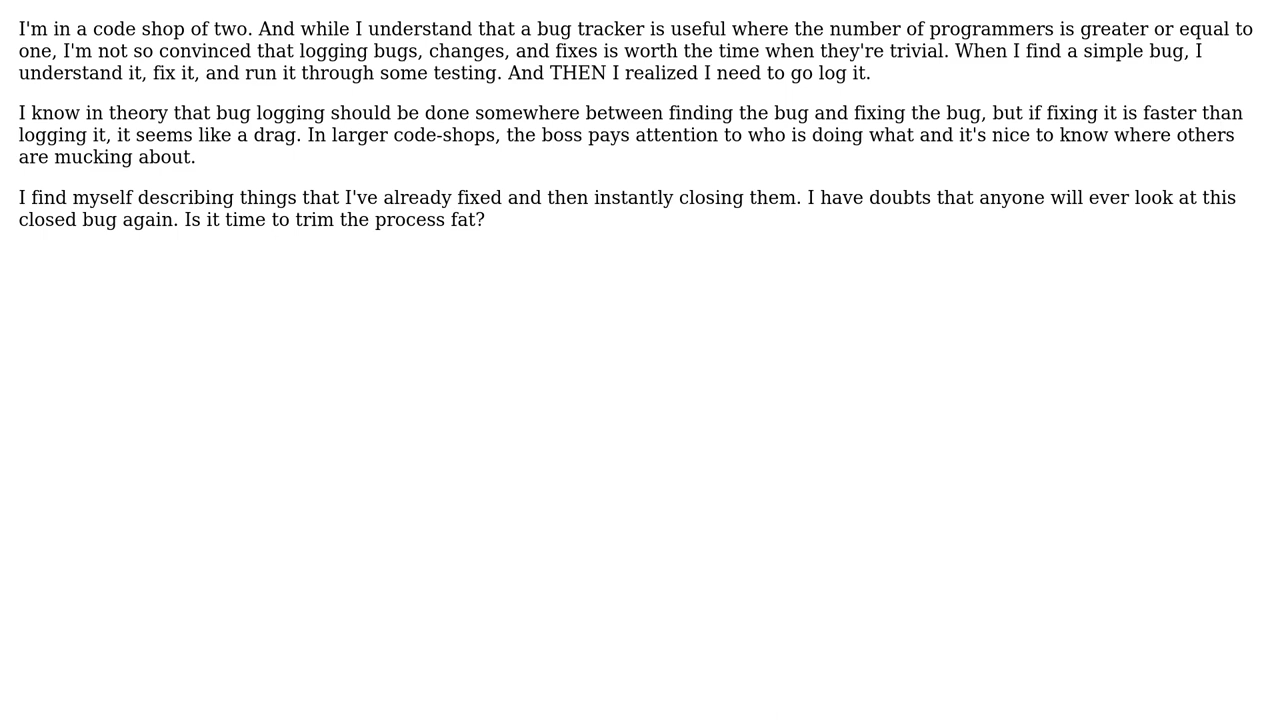 I'm in a code shop of two. And while I understand that a bug tracker is useful where the number of programmers is greater or equal to
one, I'm not so convinced that logging bugs, changes, and fixes is worth the time when they're trivial. When I find a simple bug, I
understand it, fix it, and run it through some testing. And THEN I realized I need to go log it.
I know in theory that bug logging should be done somewhere between finding the bug and fixing the bug, but if fixing it is faster than
logging it, it seems like a drag. In larger code-shops, the boss pays attention to who is doing what and it's nice to know where others
are mucking about.
I find myself describing things that I've already fixed and then instantly closing them. I have doubts that anyone will ever look at this
closed bug again. Is it time to trim the process fat?